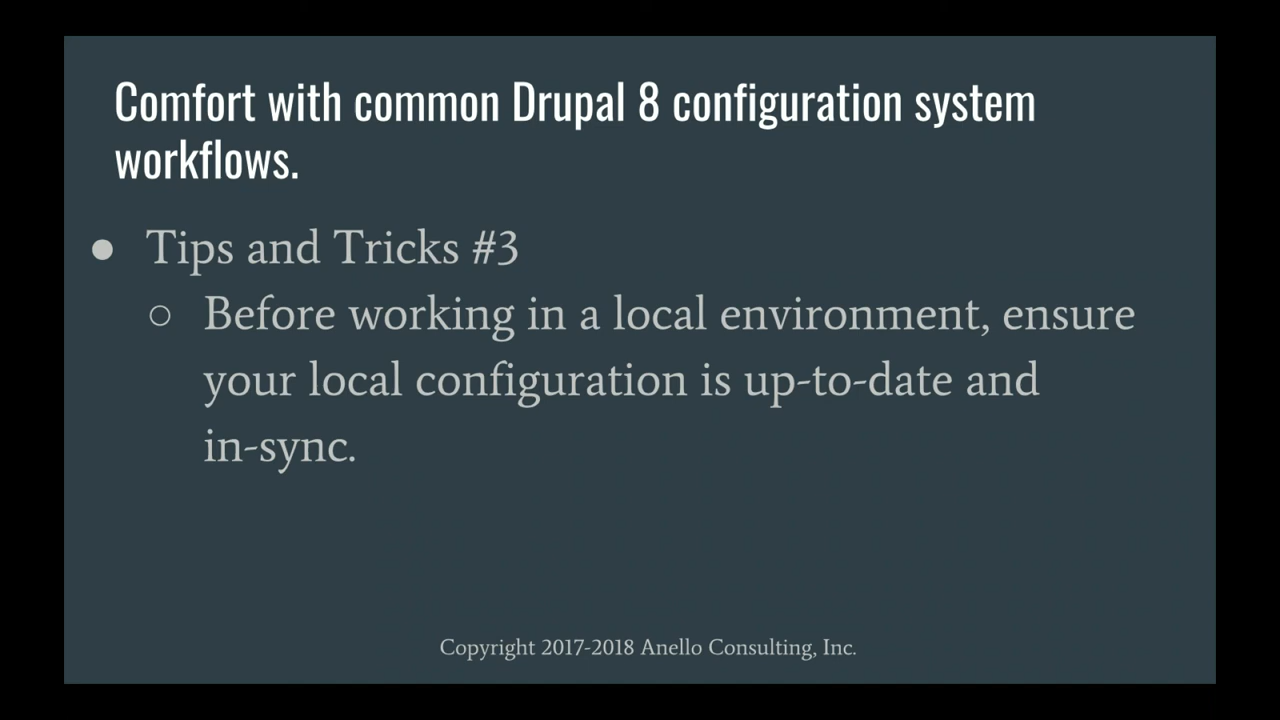 Comfort with common Drupal 8 configuration system
workflows.
● Tips and Tricks #3
○ Before working in a local environment, ensure
your local configuration is up-to-date and
in-sync.
Copyright 2017-2018 Anello Consulting, Inc.